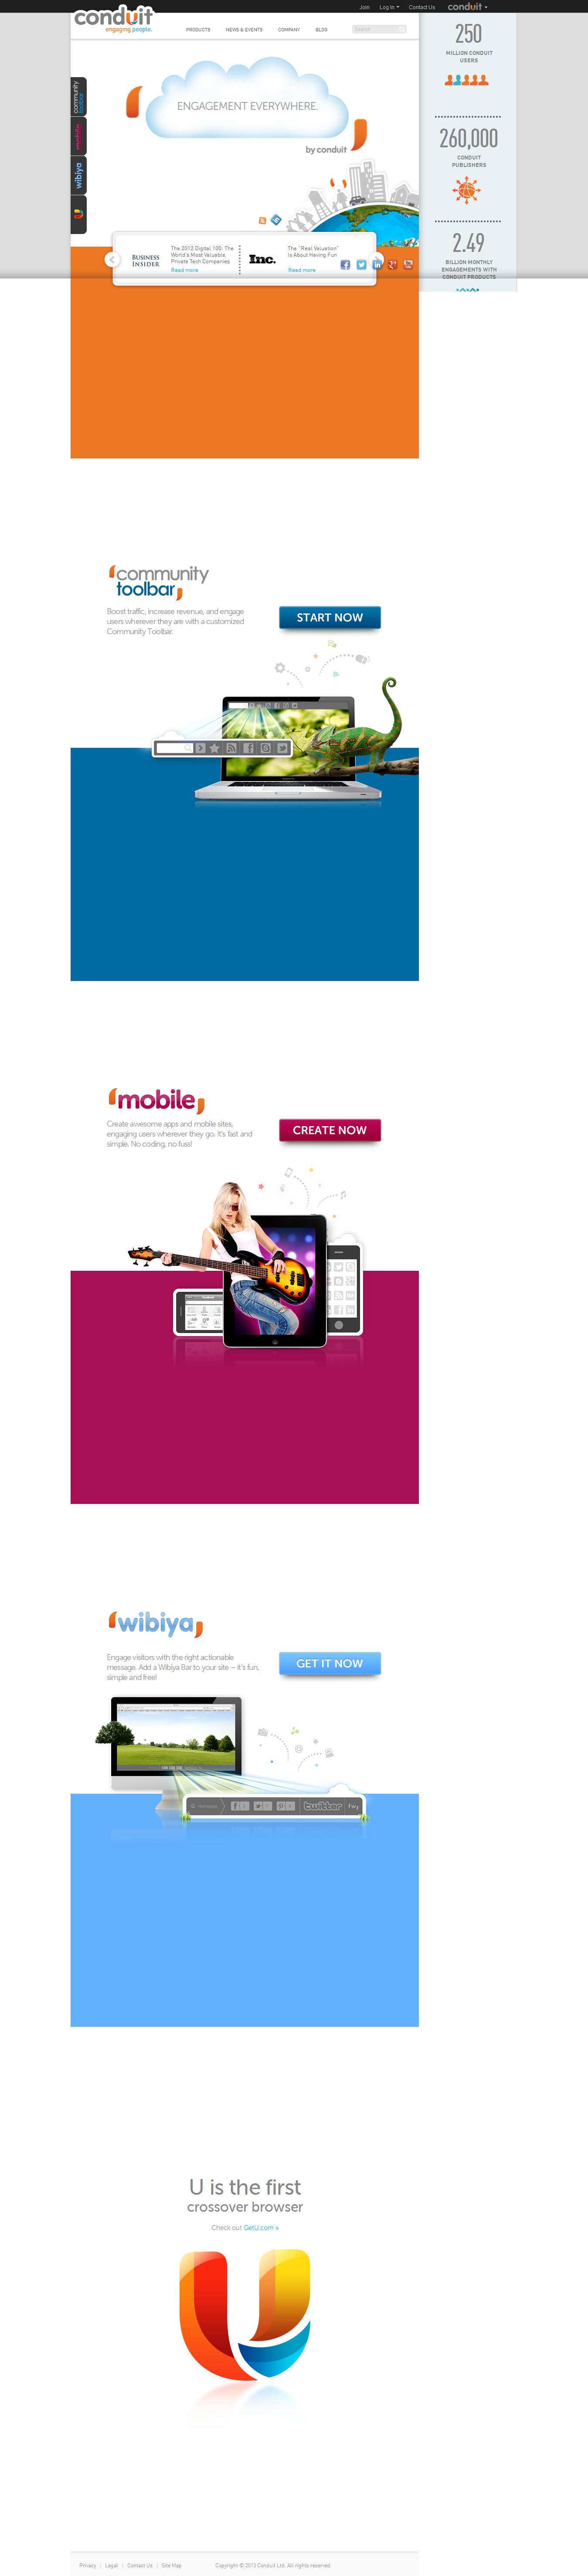 Join Log In Contact Us conduit
conduit
engaging people.
PRODUCTS NEWS & EVENTS COMPANY BLOG Search
250
MILLION CONDUIT
USERS
260,000
CONDUIT
PUBLISHERS
2.49
BILLION MONTHLY
ENGAGEMENTS WITH
CONDUIT PRODUCTS
community
toolbar
mobile
wibiya
ENGAGEMENT EVERYWHERE.
by conduit
BUSINESS
INSIDER
The 2012 Digital 100: The
World's Most Valuable
Private Tech Companies
Read more
Inc.
The "Real Valuation"
Is About Having Fun
Read more
community
toolbar
Boost traffic, increase revenue, and engage
users wherever they are with a customized
Community Toolbar.
START NOW
mobile
Create awesome apps and mobile sites,
engaging users wherever they go. It's fast and
simple. No coding, no fuss!
CREATE NOW
wibiya
Engage visitors with the right actionable
message. Add a Wibiya Bar to your site – it's fun,
simple and free!
GET IT NOW
twitter
U is the first
crossover browser
Check out GetU.com »
Privacy | Legal | Contact Us | Site Map Copyright © 2013 Conduit Ltd. All rights reserved.